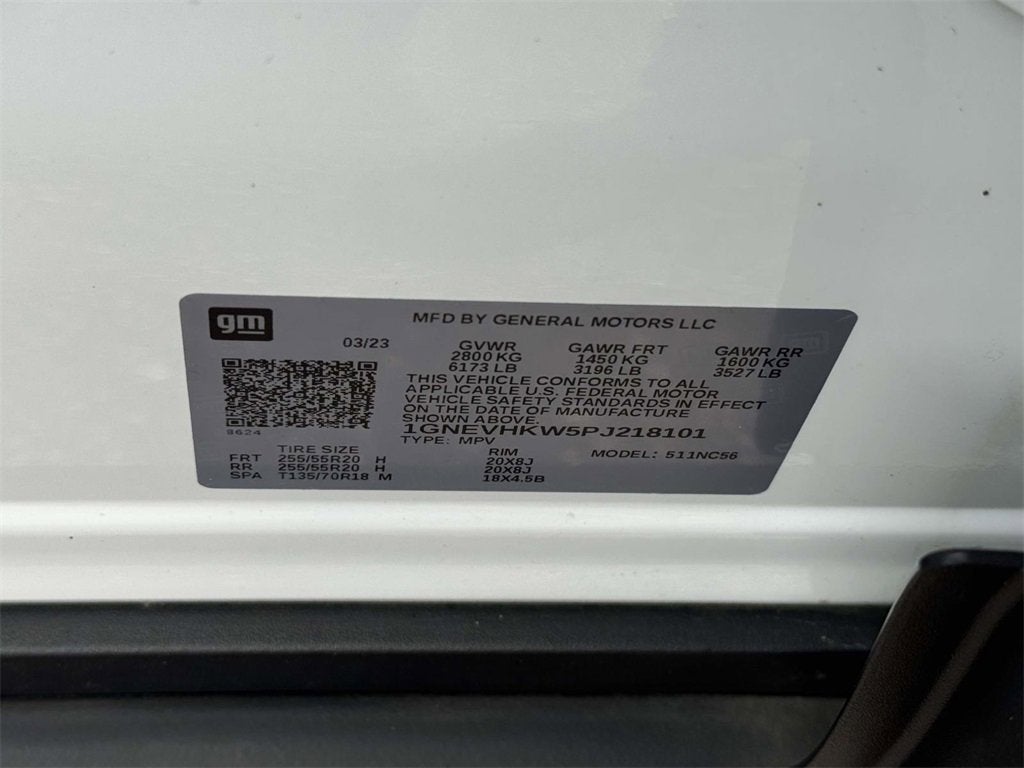 gm
MFD BY GENERAL MOTORS LLC
03/23 GVWR GAWR FRT GAWR RR
2800 KG 1450 KG 1600 KG
6173 LB 3196 LB 3527 LB
THIS VEHICLE CONFORMS TO ALL
APPLICABLE U.S. FEDERAL MOTOR
VEHICLE SAFETY STANDARDS IN EFFECT
ON THE DATE OF MANUFACTURE
SHOWN ABOVE.
1GNEVHKW5PJ218101
8624
TYPE: MPV
MODEL: 511NC56
TIRE SIZE RIM
FRT 255/55R20 H 20X8J
RR 255/55R20 H 20X8J
SPA T135/70R18 M 18X4.5B